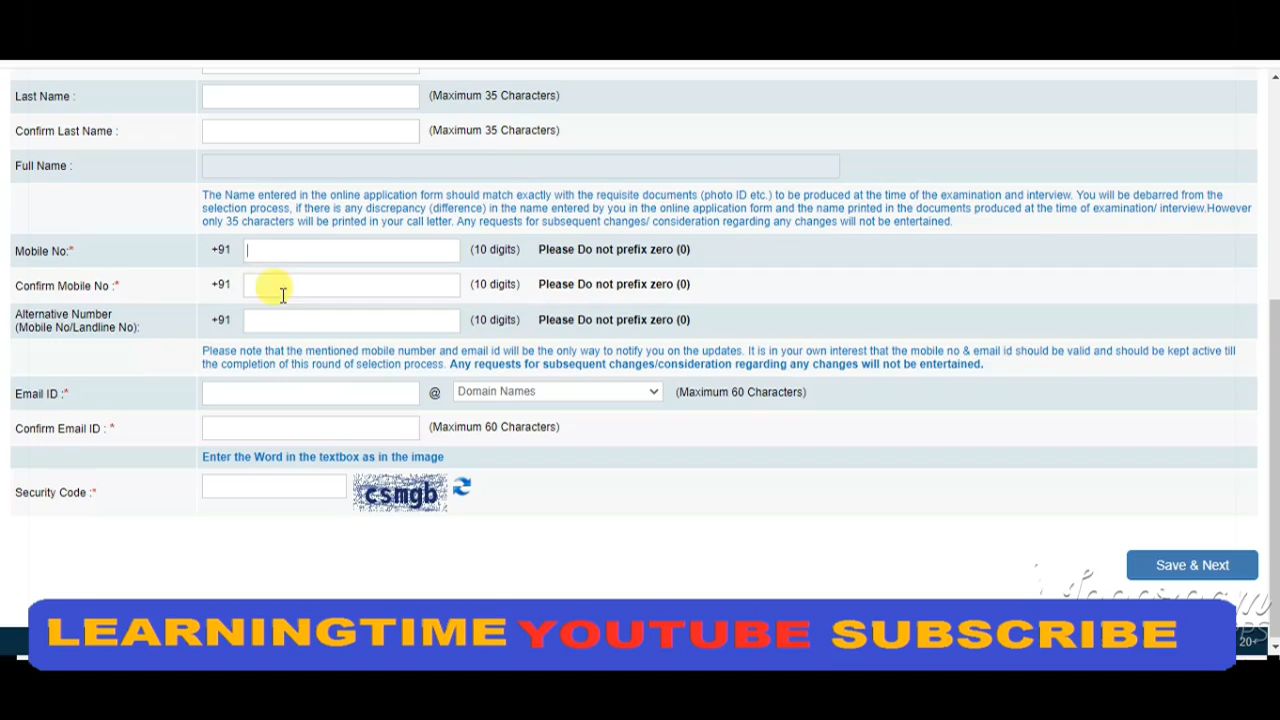 Last Name :
(Maximum 35 Characters)
Confirm Last Name :
(Maximum 35 Characters)
Full Name :
The Name entered in the online application form should match exactly with the requisite documents (photo ID etc.) to be produced at the time of the examination and interview. You will be debarred from the
selection process, if there is any discrepancy (difference) in the name entered by you in the online application form and the name printed in the documents produced at the time of examination/ interview.However
only 35 characters will be printed in your call letter. Any requests for subsequent changes/ consideration regarding any changes will not be entertained.
Mobile No:* +91 (10 digits) Please Do not prefix zero (0)
Confirm Mobile No :* +91 (10 digits) Please Do not prefix zero (0)
Alternative Number
(Mobile No/Landline No): +91 (10 digits) Please Do not prefix zero (0)
Please note that the mentioned mobile number and email id will be the only way to notify you on the updates. It is in your own interest that the mobile no & email id should be valid and should be kept active till
the completion of this round of selection process. Any requests for subsequent changes/consideration regarding any changes will not be entertained.
Email ID :* @ Domain Names (Maximum 60 Characters)
Confirm Email ID : * (Maximum 60 Characters)
Enter the Word in the textbox as in the image
Security Code :* csmgb
Save & Next
LEARNINGTIME YOUTUBE SUBSCRIBE